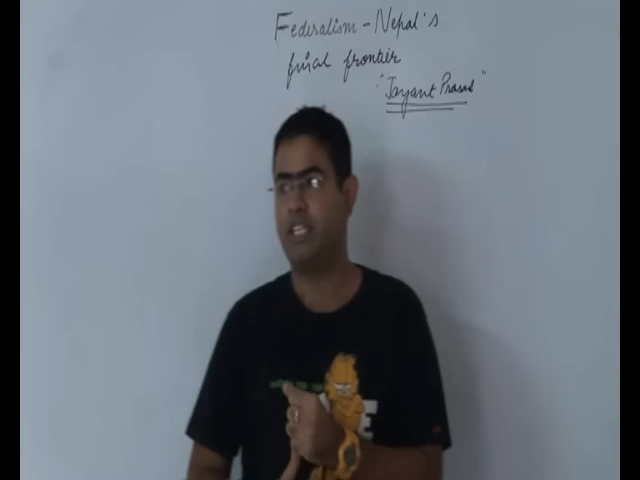 Federalism - Nepal's
final frontier
"Jayant Prasad"